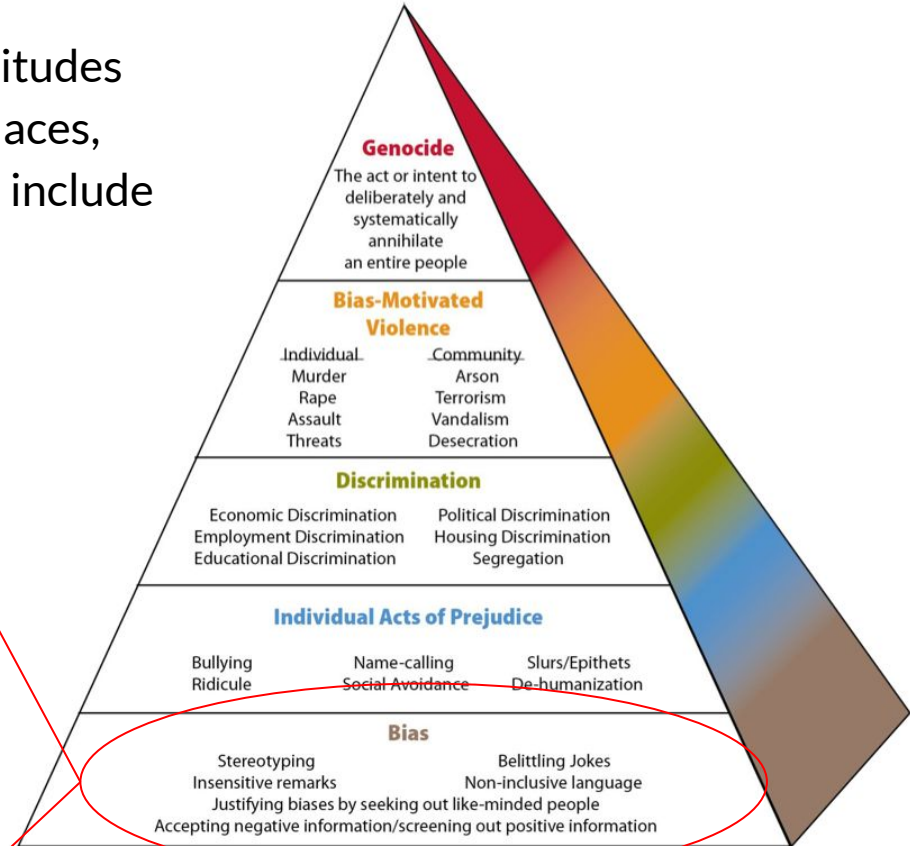 itudes
aces,
include
Genocide
The act or intent to
deliberately and
systematically
annihilate
an entire people
Bias-Motivated
Violence
Individual Community
Murder Arson
Rape Terrorism
Assault Vandalism
Threats Desecration
Discrimination
Economic Discrimination Political Discrimination
Employment Discrimination Housing Discrimination
Educational Discrimination Segregation
Individual Acts of Prejudice
Bullying Name-calling Slurs/Epithets
Ridicule Social Avoidance De-humanization
Bias
Stereotyping Belittling Jokes
Insensitive remarks Non-inclusive language
Justifying biases by seeking out like-minded people
Accepting negative information/screening out positive information